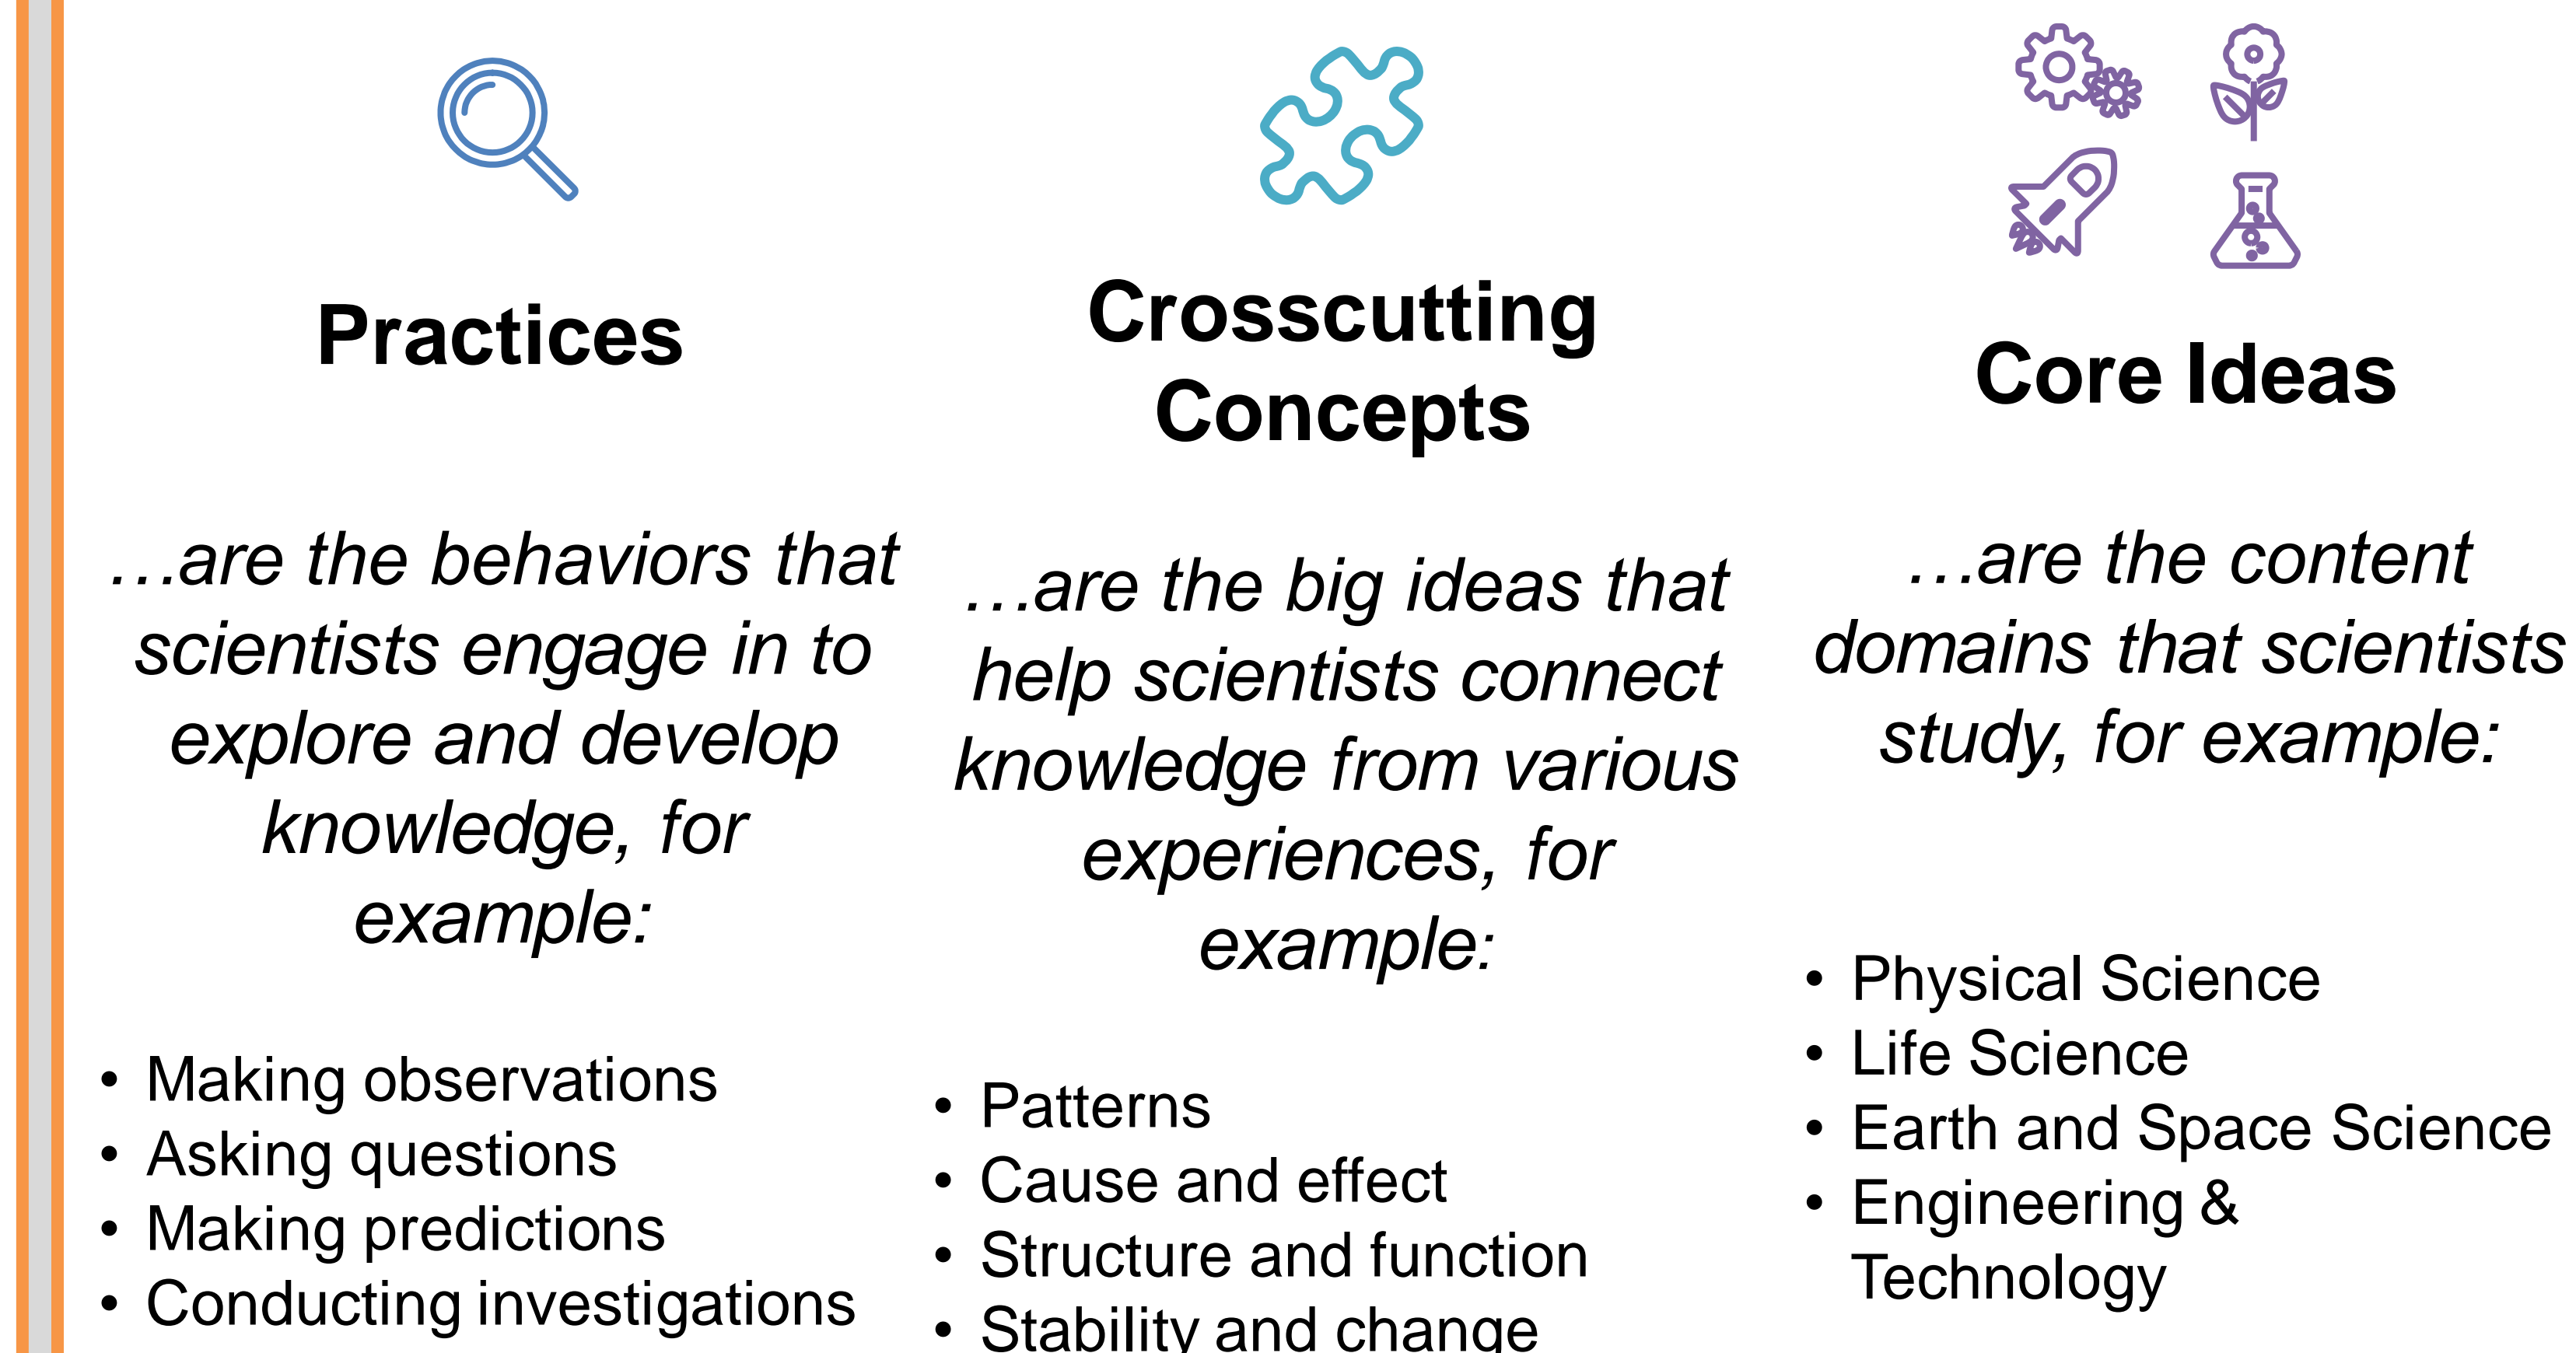 Practices
…are the behaviors that
scientists engage in to
explore and develop
knowledge, for
example:
• Making observations
• Asking questions
• Making predictions
• Conducting investigations
Crosscutting
Concepts
…are the big ideas that
help scientists connect
knowledge from various
experiences, for
example:
• Patterns
• Cause and effect
• Structure and function
• Stability and change
Core Ideas
…are the content
domains that scientists
study, for example:
• Physical Science
• Life Science
• Earth and Space Science
• Engineering &
Technology